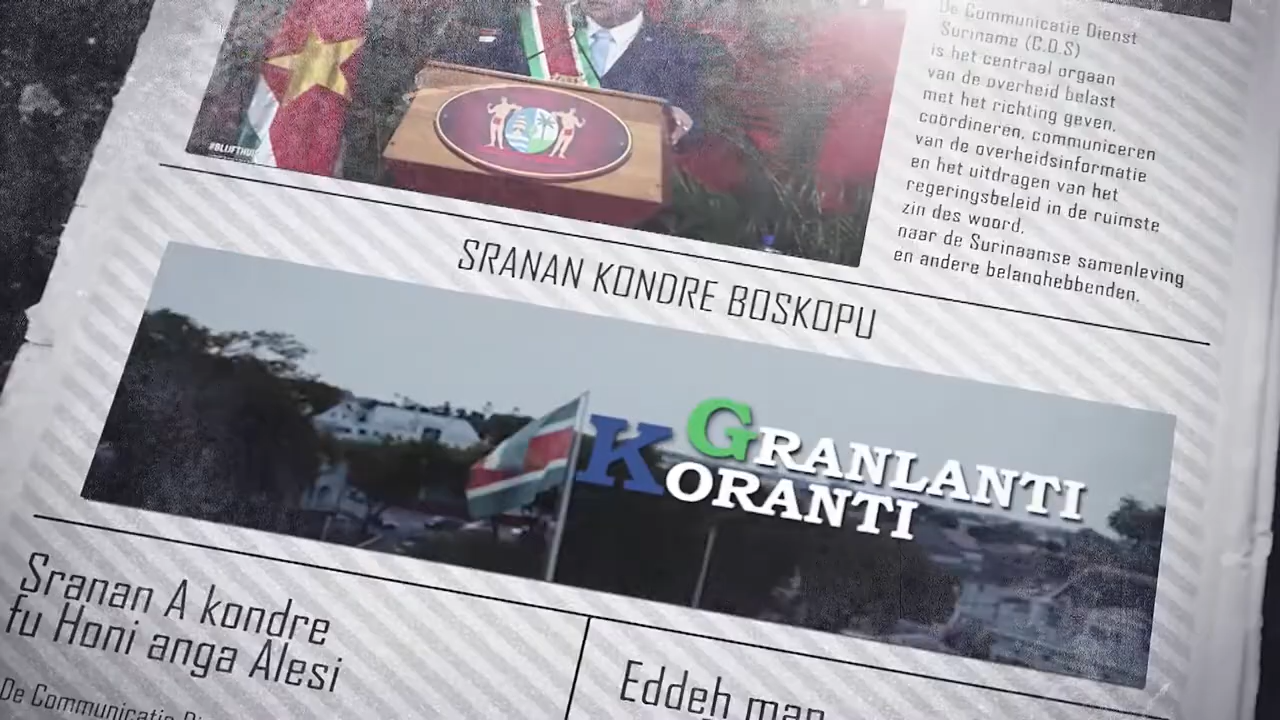 De Communicatie Dienst
Suriname (C.D.S)
is het centraal orgaan
van de overheid belast
met het richting geven,
coördineren, communiceren
van de overheidsinformatie
en het uitdragen van het
regeringsbeleid in de ruimste
zin des woord,
naar de Surinaamse samenleving
en andere belanghebbenden.
SRANAN KONDRE BOSKOPU
GRANLANTI
KORANTI
Sranan A kondre
fu Honi anga Alesi
De Communicatie
Eddeh man